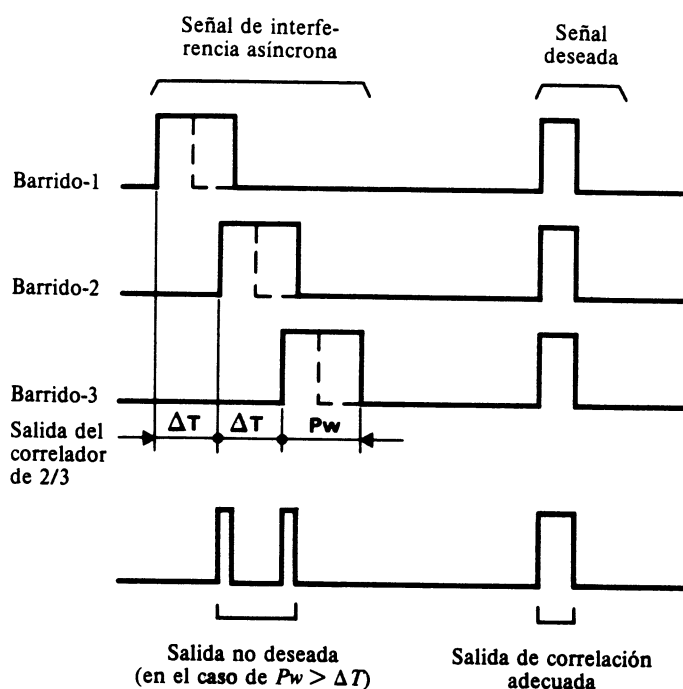 Señal de interfe-
rencia asíncrona
Señal
deseada
Barrido-1
Barrido-2
Barrido-3
ΔT ΔT Pw
Salida del
correlador
de 2/3
Salida no deseada
(en el caso de Pw > ΔT)
Salida de correlación
adecuada